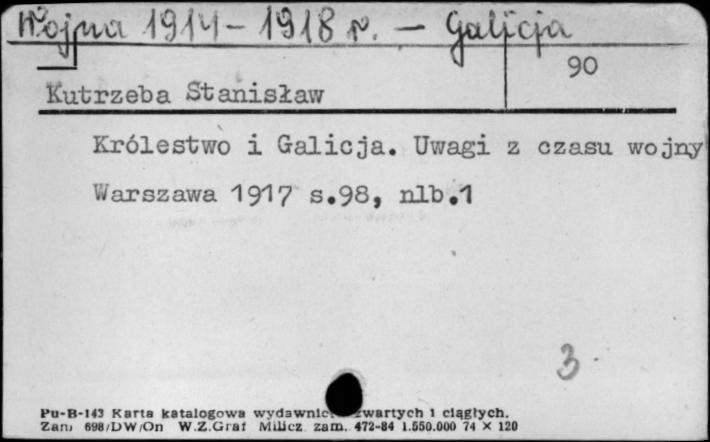 Wojna 1914-1918 r. - Galicja
90
Kutrzeba Stanisław
Królestwo i Galicja. Uwagi z czasu wojny
Warszawa 1917 s.98, nlb.1
3
Pu-B-143 Karta katalogowa zwartych i ciągłych.
Zam 698/DW/On W.Z.Graf Milicz zam. 472-84 1.550.000 74 × 120